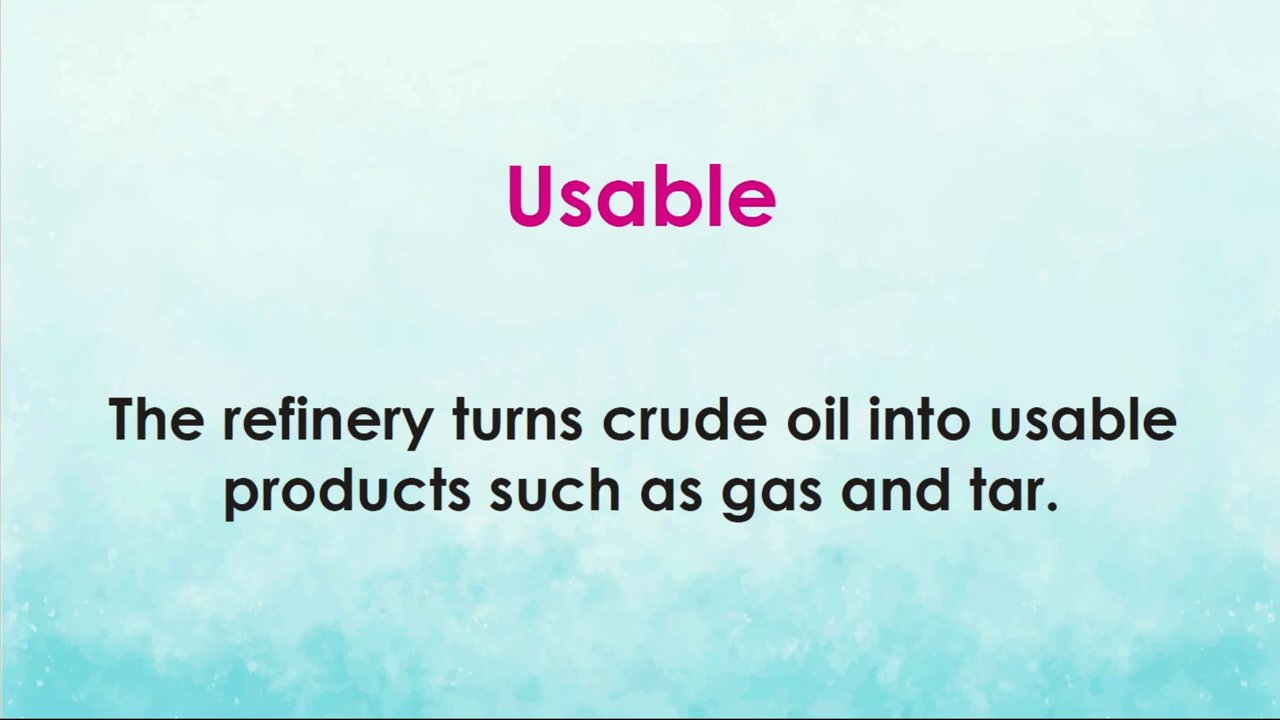 Usable
The refinery turns crude oil into usable
products such as gas and tar.